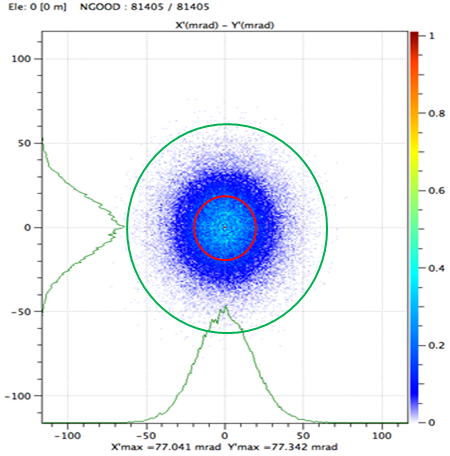 Ele: 0 [0 m] NGOOD : 81405 / 81405
X'(mrad) – Y'(mrad)
100
50
0
-50
-100
-100 -50 0 50 100
1
0.8
0.6
0.4
0.2
0
X'max =77.041 mrad Y'max =77.342 mrad